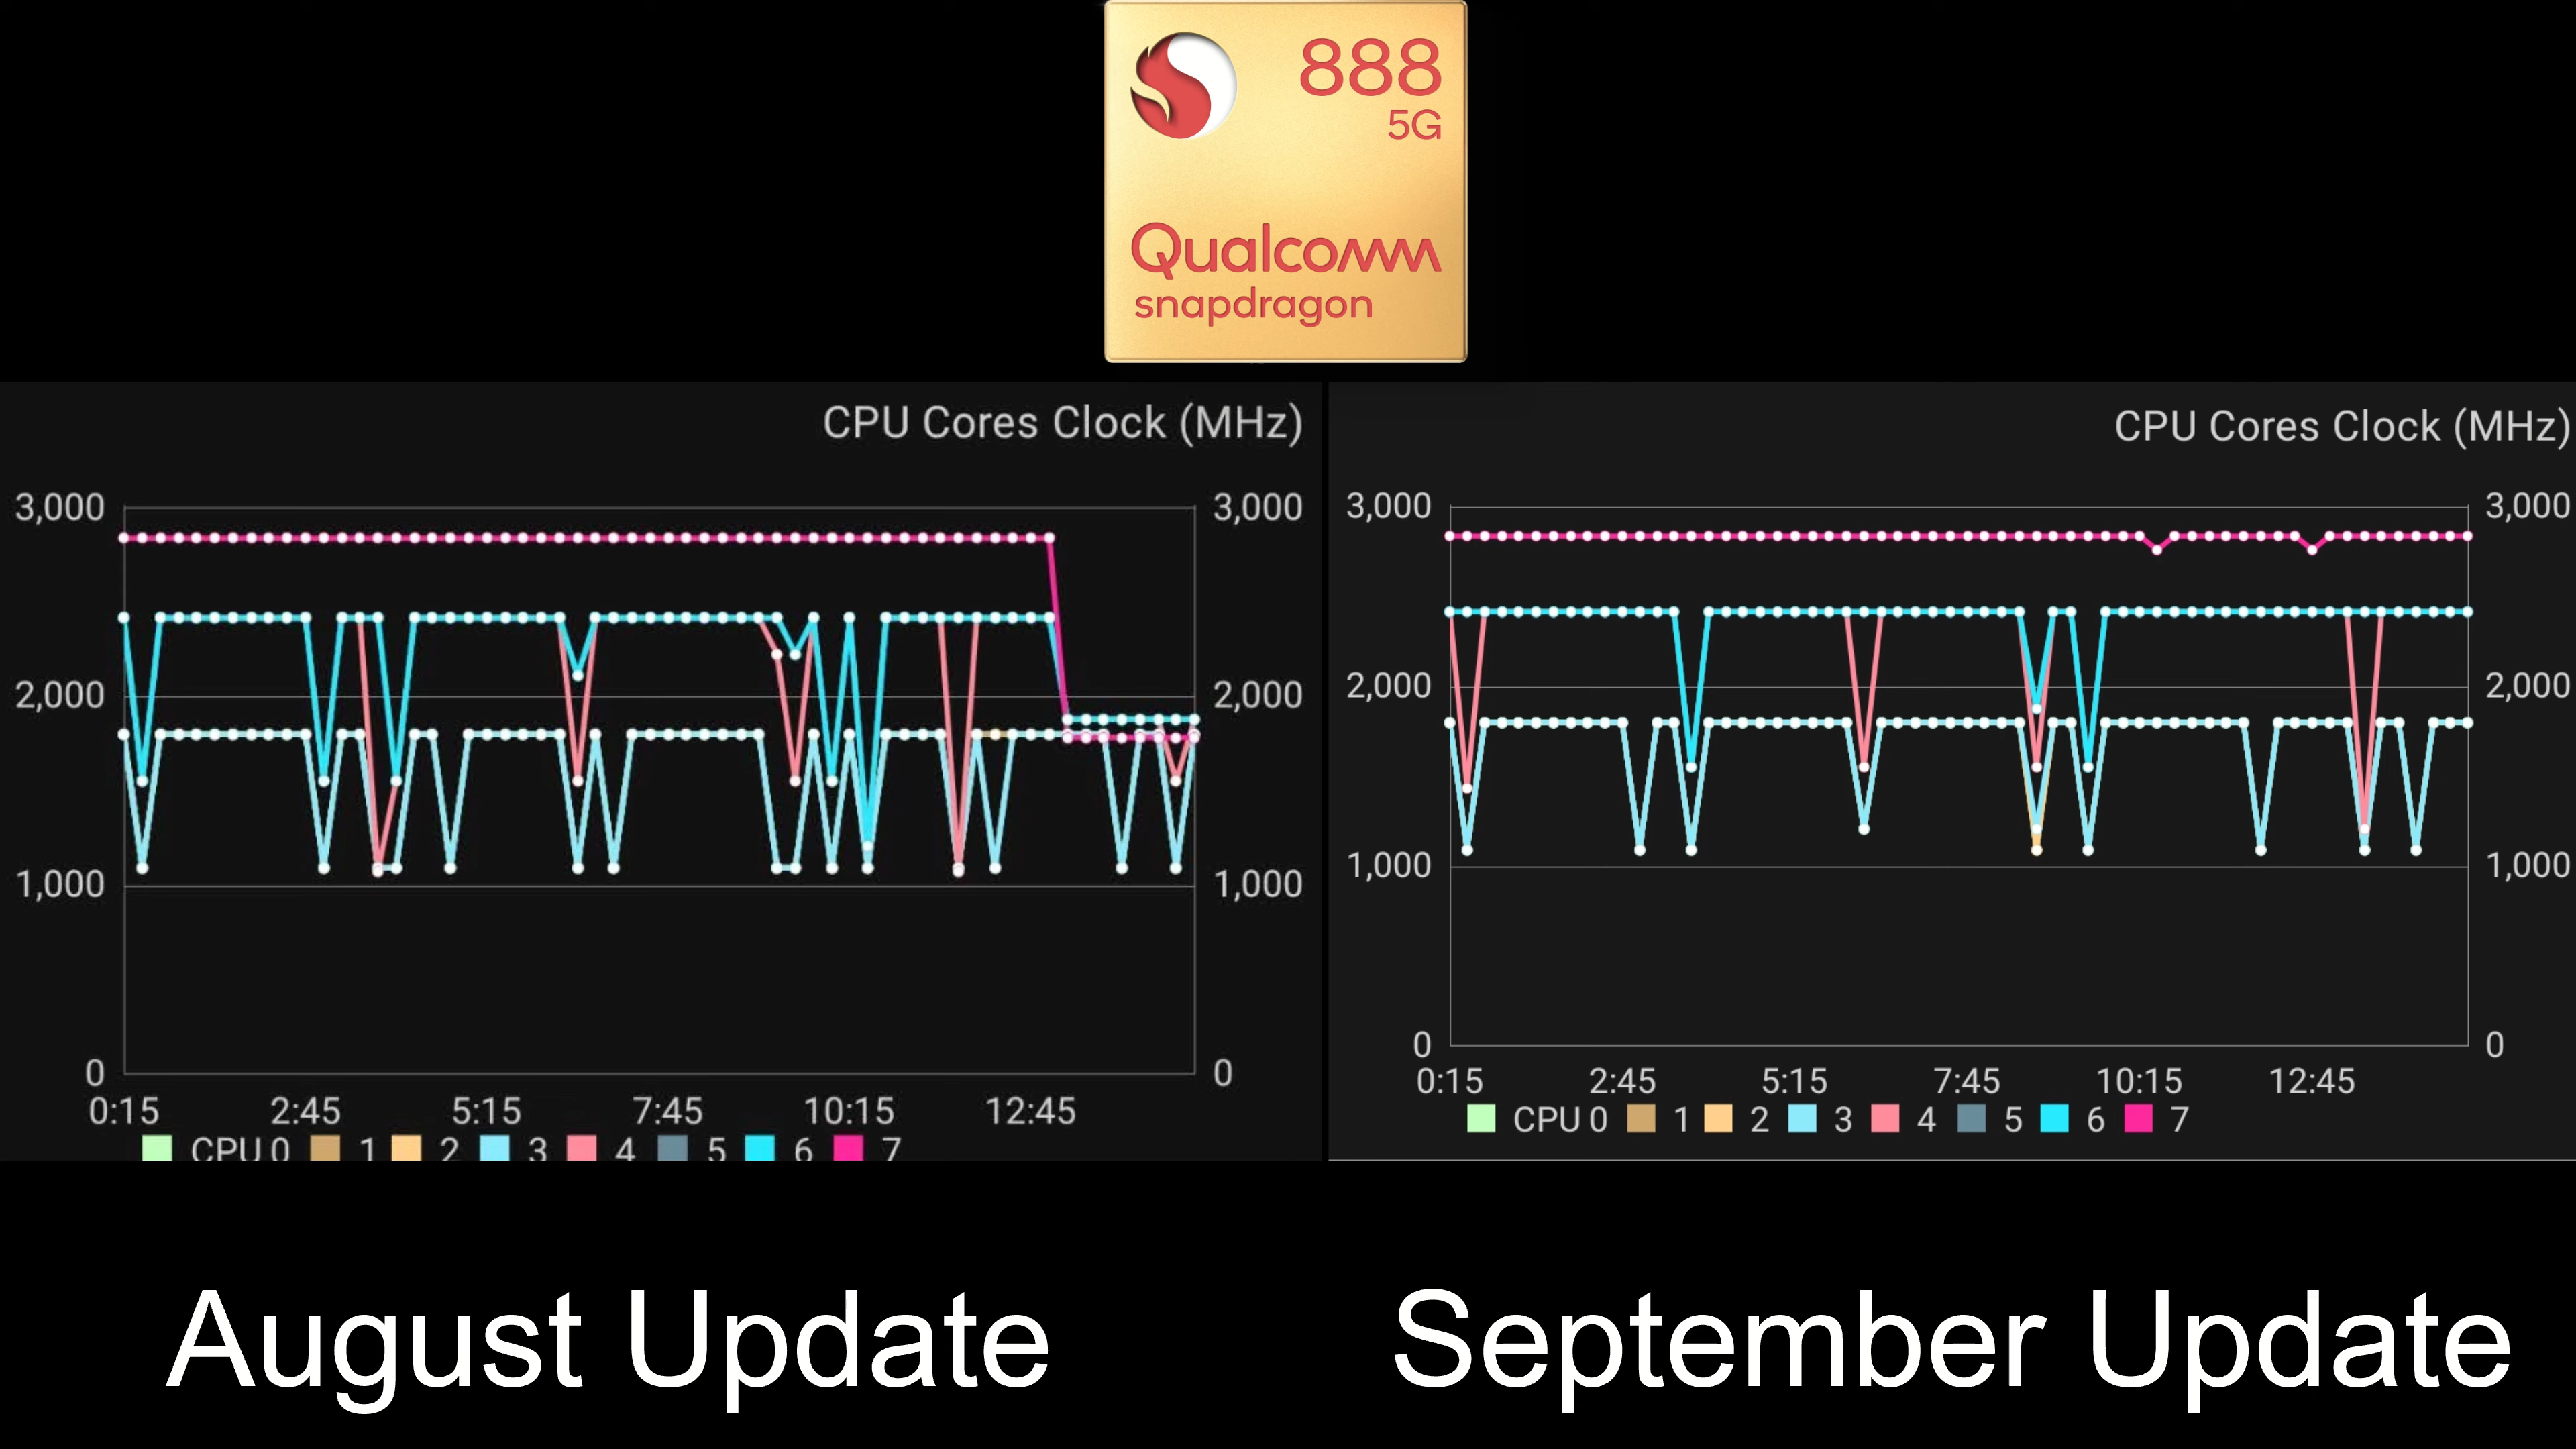 888
5G
Qualcomm
snapdragon
CPU Cores Clock (MHz)
3,000 3,000
2,000 2,000
1,000 1,000
0 0
0:15 2:45 5:15 7:45 10:15 12:45
CPU 0 1 2 3 4 5 6 7
CPU Cores Clock (MHz)
3,000 3,000
2,000 2,000
1,000 1,000
0 0
0:15 2:45 5:15 7:45 10:15 12:45
CPU 0 1 2 3 4 5 6 7
August Update
September Update